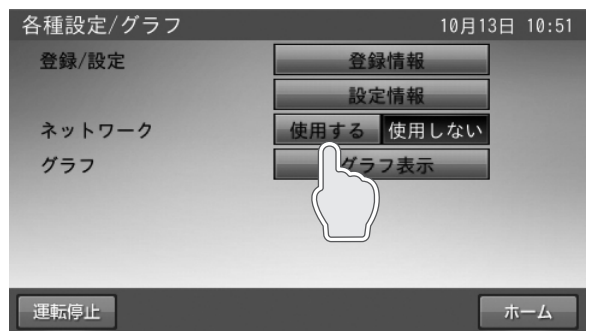 各種設定/グラフ 10月13日 10:51
登録/設定 登録情報
設定情報
ネットワーク 使用する 使用しない
グラフ グラフ表示
運転停止 ホーム